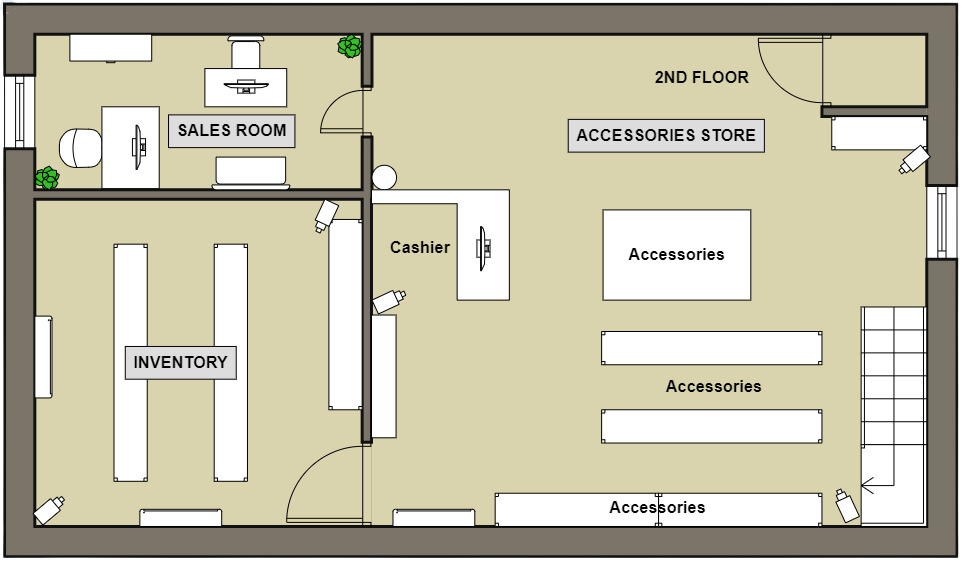 2ND FLOOR
SALES ROOM
ACCESSORIES STORE
Cashier
Accessories
INVENTORY
Accessories
Accessories